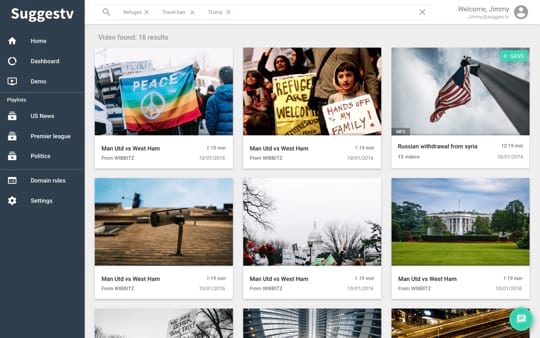 Suggestv
Refuges Travel ban Trump
Welcome, Jimmy
Jimmy@sugges.tv
Home
Dashboard
Demo
Playlists
US News
Premier league
Politics
Domain rules
Settings
Video found: 18 results
PEACE
REFUGEES ARE WELCOME
HANDS OFF MY FAMILY!
+ SAVE
MP3
Man Utd vs West Ham 1:19 min
From WIBBITZ 10/01/2016
Man Utd vs West Ham 1:19 min
From WIBBITZ 10/01/2016
Russian withdrawal from syria 12:19 min
19 videos 10/01/2016
Man Utd vs West Ham 1:19 min
From WIBBITZ 10/01/2016
Man Utd vs West Ham 1:19 min
From WIBBITZ 10/01/2016
Man Utd vs West Ham 1:19 min
From WIBBITZ 10/01/2016